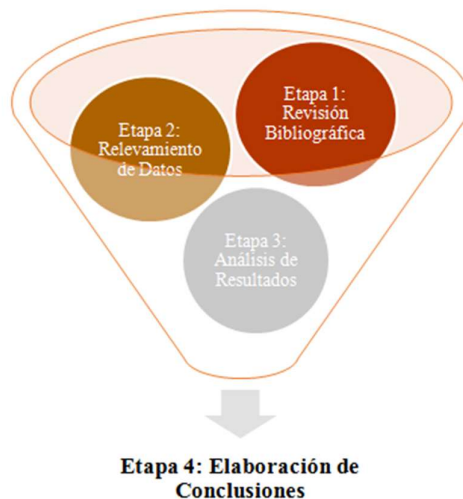 Etapa 1:
Revisión
Bibliográfica
Etapa 2:
Relevamiento
de Datos
Etapa 3:
Análisis de
Resultados
Etapa 4: Elaboración de
Conclusiones